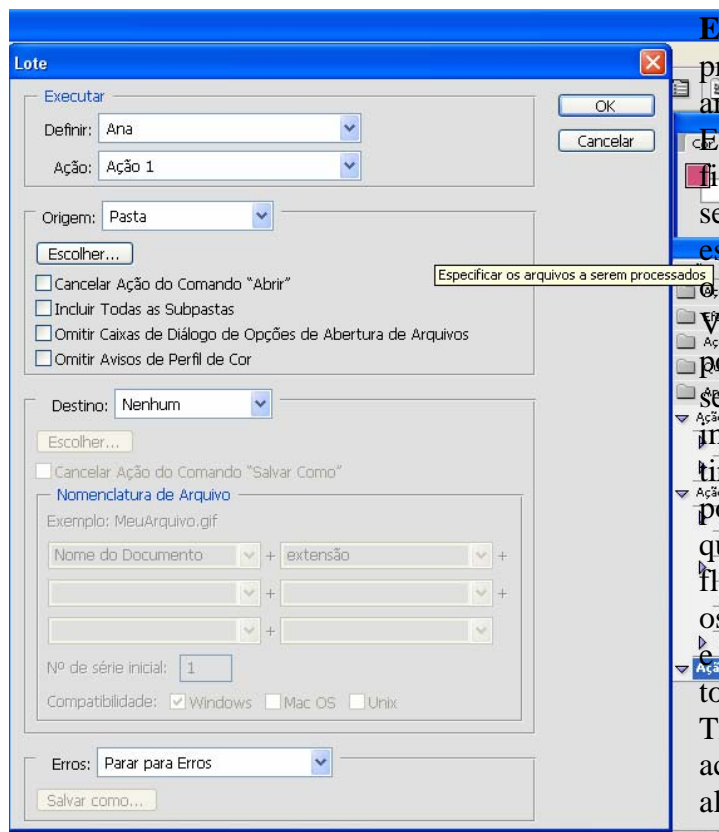 Lote
Executar
OK
Definir: Ana
Cancelar
Ação: Ação 1
Origem: Pasta
Escolher...
Especificar os arquivos a serem processados
Cancelar Ação do Comando "Abrir"
Incluir Todas as Subpastas
Omitir Caixas de Diálogo de Opções de Abertura de Arquivos
Omitir Avisos de Perfil de Cor
Destino: Nenhum
Escolher...
Cancelar Ação do Comando "Salvar Como"
Nomenclatura de Arquivo
Exemplo: MeuArquivo.gif
Nome do Documento + extensão +
+ +
+
Nº de série inicial: 1
Compatibilidade: Windows Mac OS Unix
Erros: Parar para Erros
Salvar como...